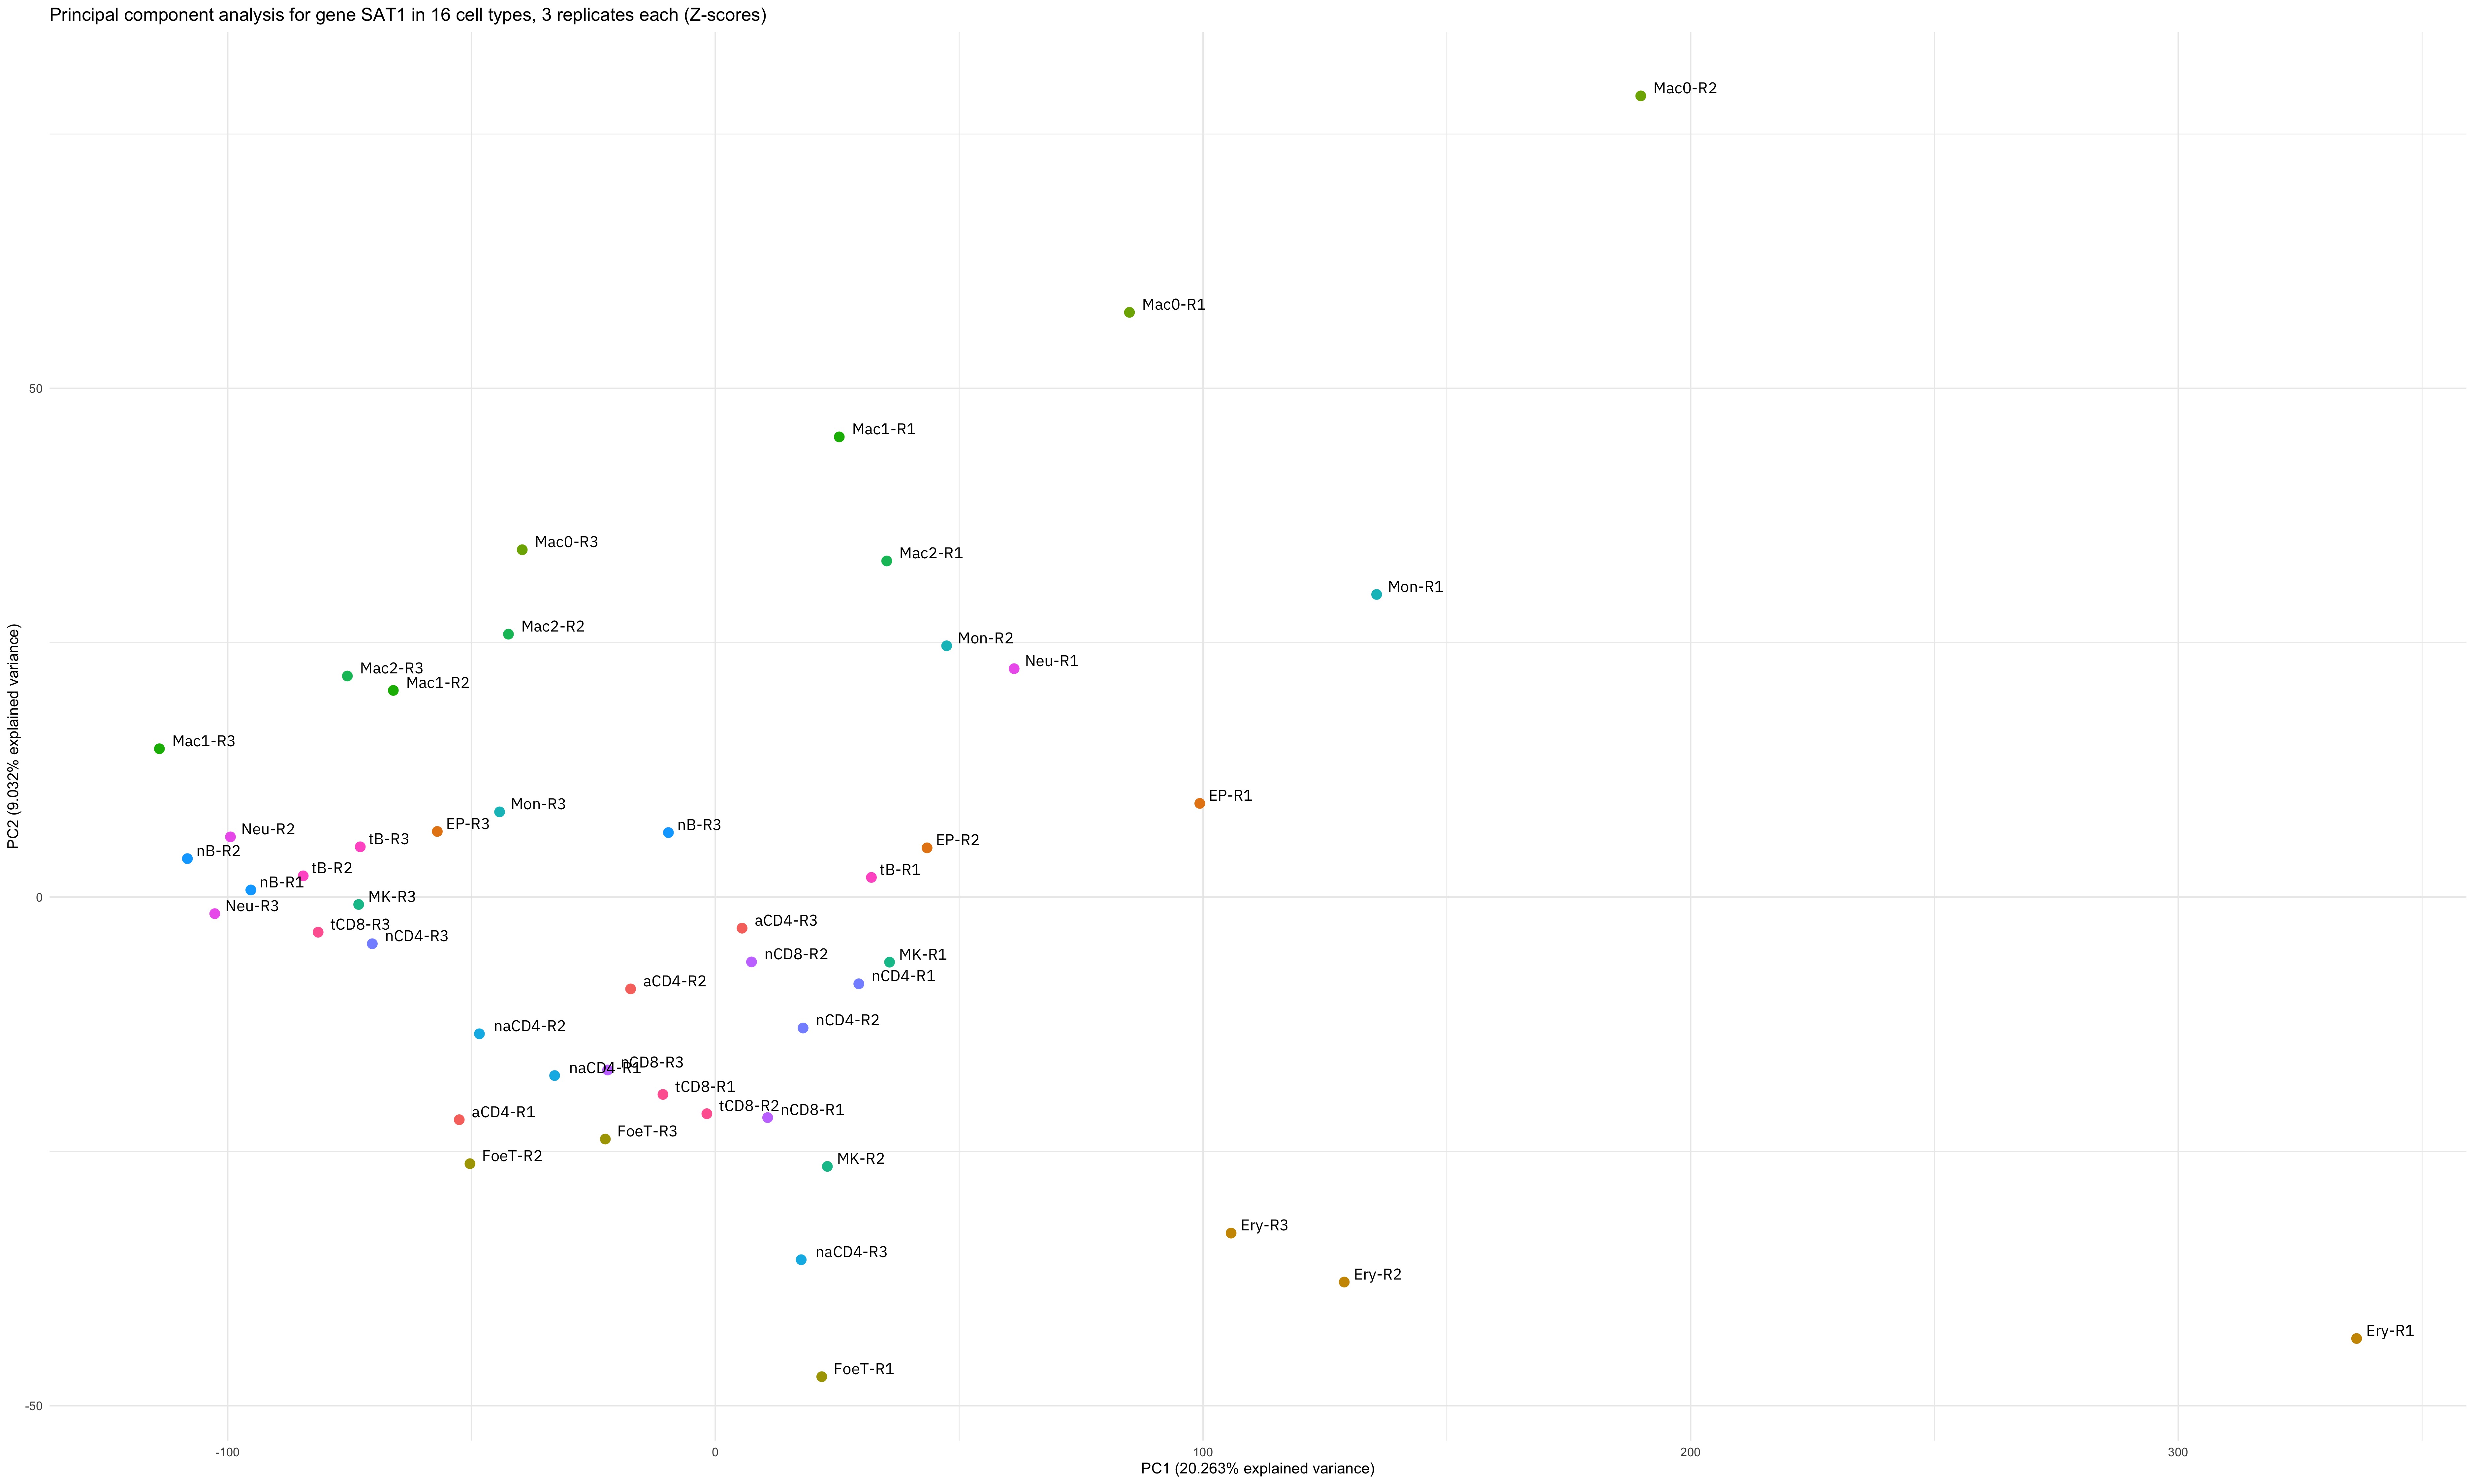 Principal component analysis for gene SAT1 in 16 cell types, 3 replicates each (Z-scores)
Mac0-R2
Mac0-R1
50
Mac1-R1
Mac0-R3
Mac2-R1
Mon-R1
Mac2-R2
Mon-R2
Neu-R1
Mac2-R3
Mac1-R2
Mac1-R3
EP-R1
Mon-R3
EP-R3
nB-R3
Neu-R2
tB-R3
EP-R2
nB-R2
tB-R2
tB-R1
nB-R1
0
MK-R3
Neu-R3
aCD4-R3
tCD8-R3
nCD4-R3
nCD8-R2
MK-R1
nCD4-R1
aCD4-R2
nCD4-R2
naCD4-R2
nCD8-R3
naCD4-R1
tCD8-R1
tCD8-R2
nCD8-R1
aCD4-R1
FoeT-R3
FoeT-R2
MK-R2
Ery-R3
naCD4-R3
Ery-R2
Ery-R1
FoeT-R1
-50
-100
0
100
200
300
PC1 (20.263% explained variance)
PC2 (9.032% explained variance)